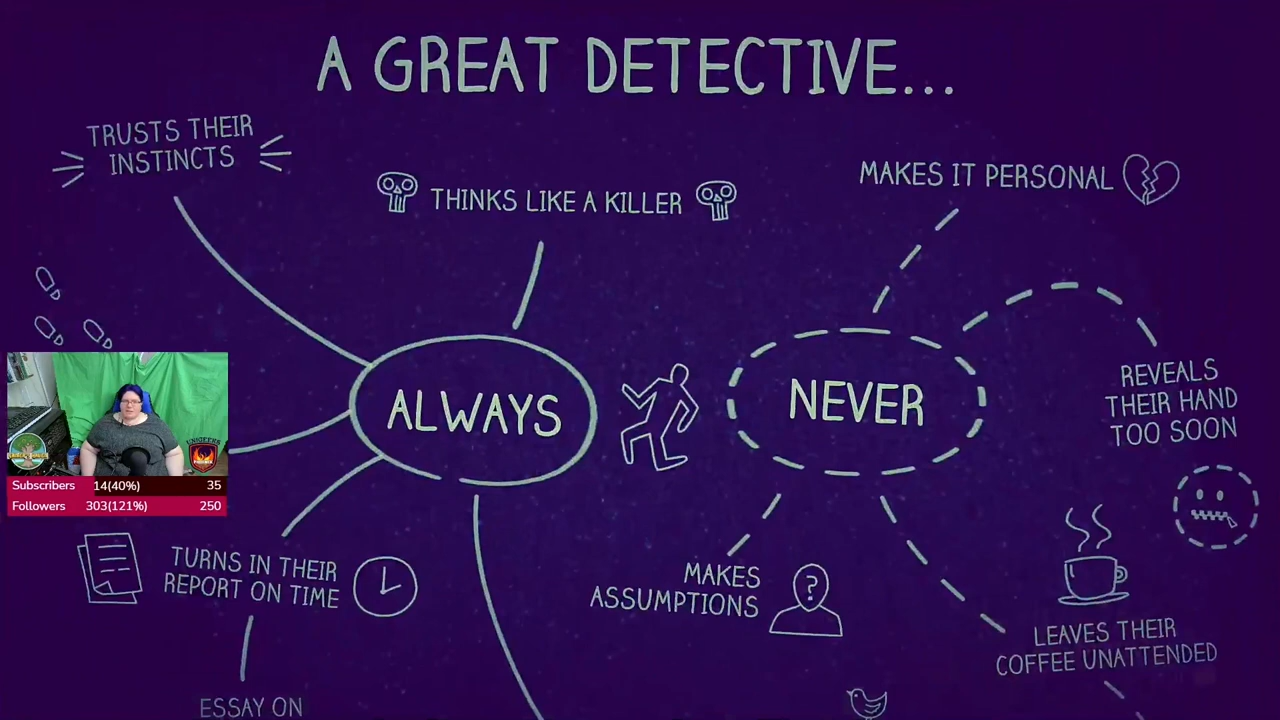 A GREAT DETECTIVE...
TRUSTS THEIR
INSTINCTS
THINKS LIKE A KILLER
MAKES IT PERSONAL
REVEALS
THEIR HAND
TOO SOON
ALWAYS
NEVER
Subscribers 14(40%) 35
Followers 303(121%) 250
TURNS IN THEIR
REPORT ON TIME
MAKES
ASSUMPTIONS
?
LEAVES THEIR
COFFEE UNATTENDED
ESSAY ON